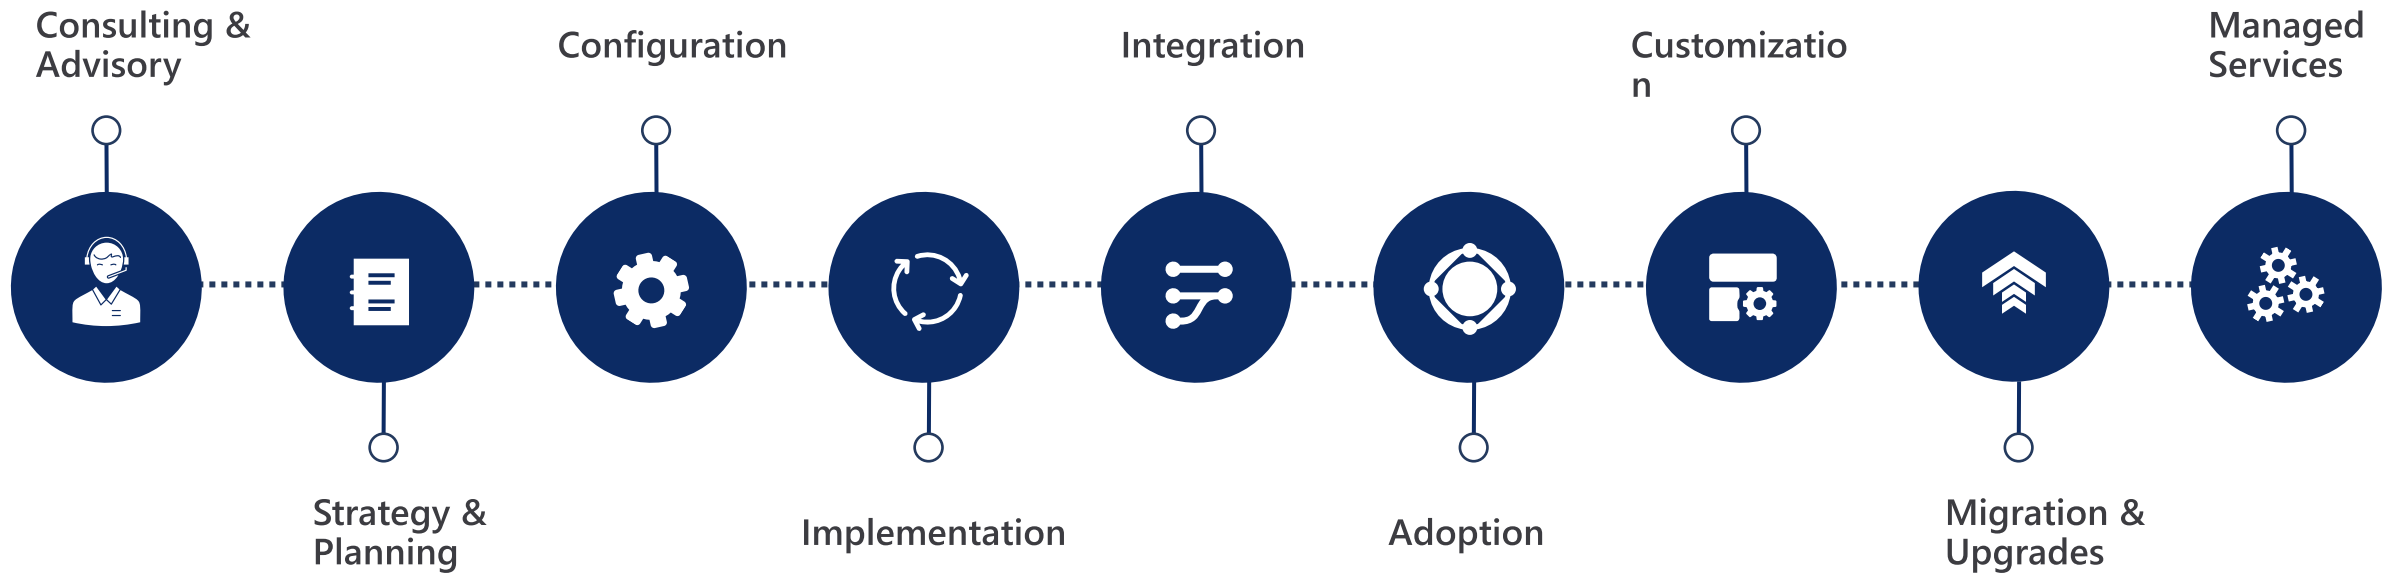 Consulting &
Advisory
Strategy &
Planning
Configuration
Implementation
Integration
Adoption
Customizatio
n
Migration &
Upgrades
Managed
Services